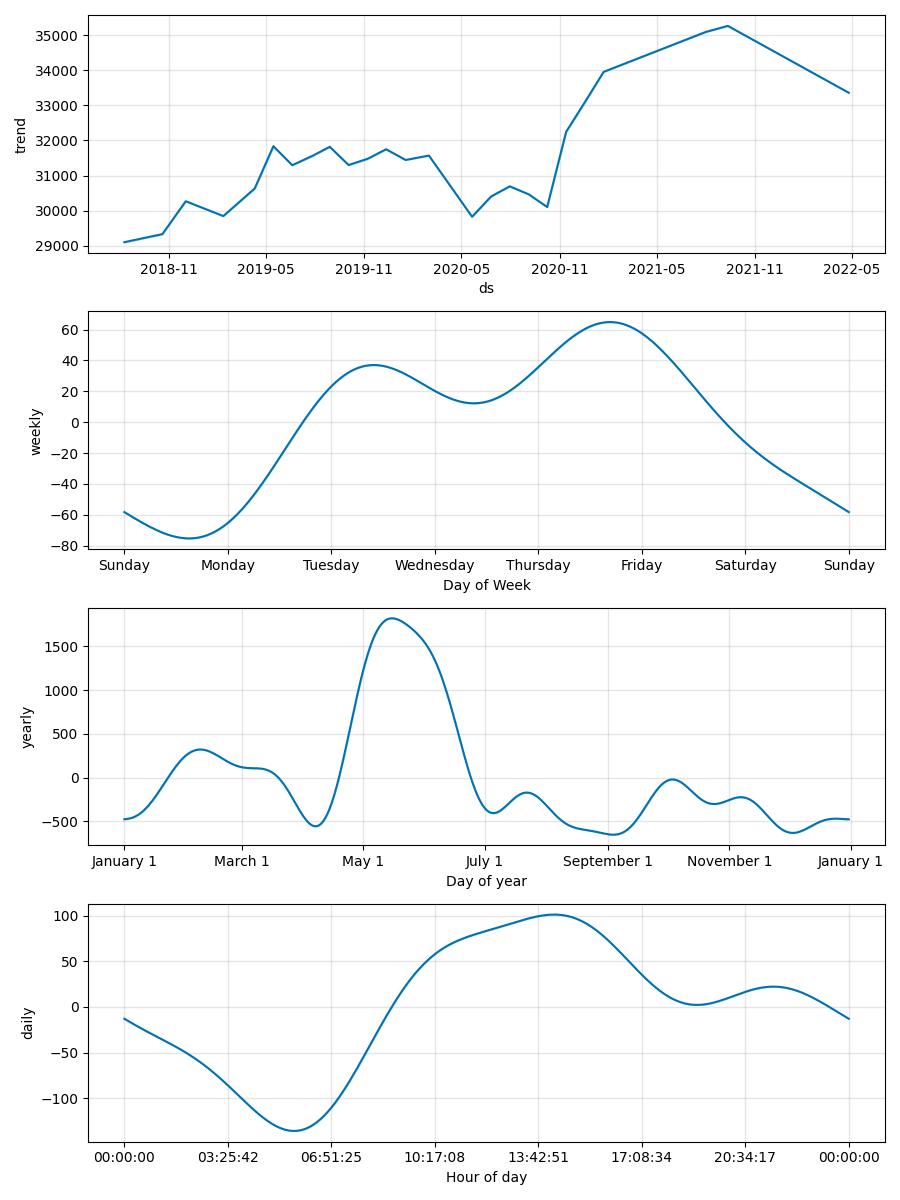 35000
34000
33000
32000
31000
30000
29000
trend
2018-11 2019-05 2019-11 2020-05 2020-11 2021-05 2021-11 2022-05
ds
60
40
20
0
−20
−40
−60
−80
weekly
Sunday Monday Tuesday Wednesday Thursday Friday Saturday Sunday
Day of Week
1500
1000
500
0
−500
yearly
January 1 March 1 May 1 July 1 September 1 November 1 January 1
Day of year
100
50
0
−50
−100
daily
00:00:00 03:25:42 06:51:25 10:17:08 13:42:51 17:08:34 20:34:17 00:00:00
Hour of day